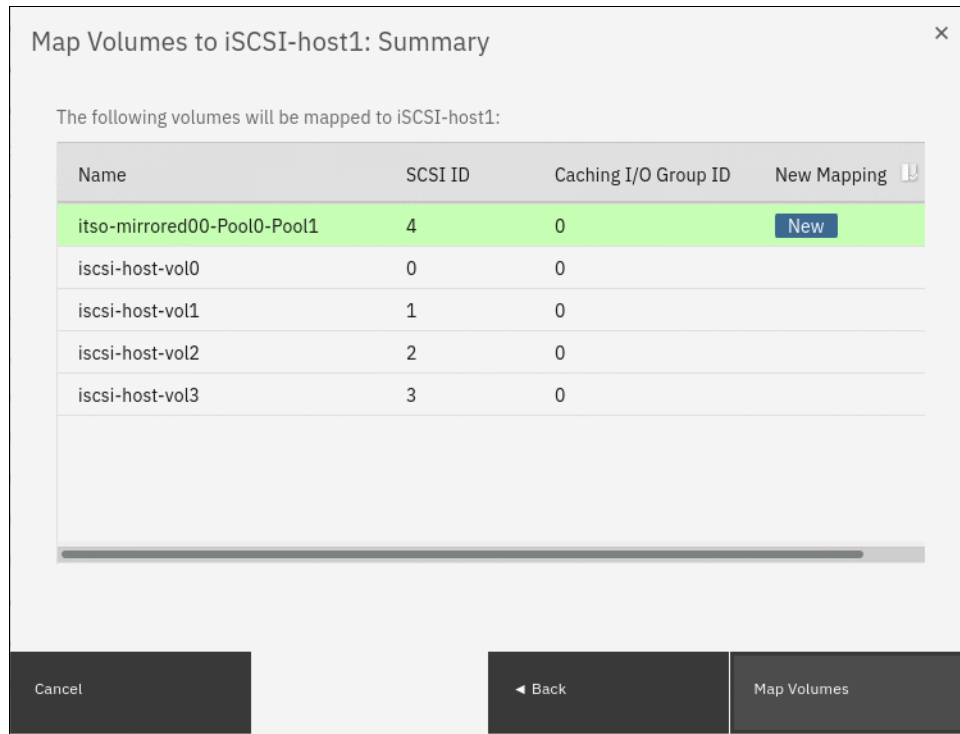 Map Volumes to iSCSI-host1: Summary
×
The following volumes will be mapped to iSCSI-host1:
Name SCSI ID Caching I/O Group ID New Mapping
itso-mirrored00-Pool0-Pool1 4 0 New
iscsi-host-vol0 0 0
iscsi-host-vol1 1 0
iscsi-host-vol2 2 0
iscsi-host-vol3 3 0
Cancel ◄ Back Map Volumes